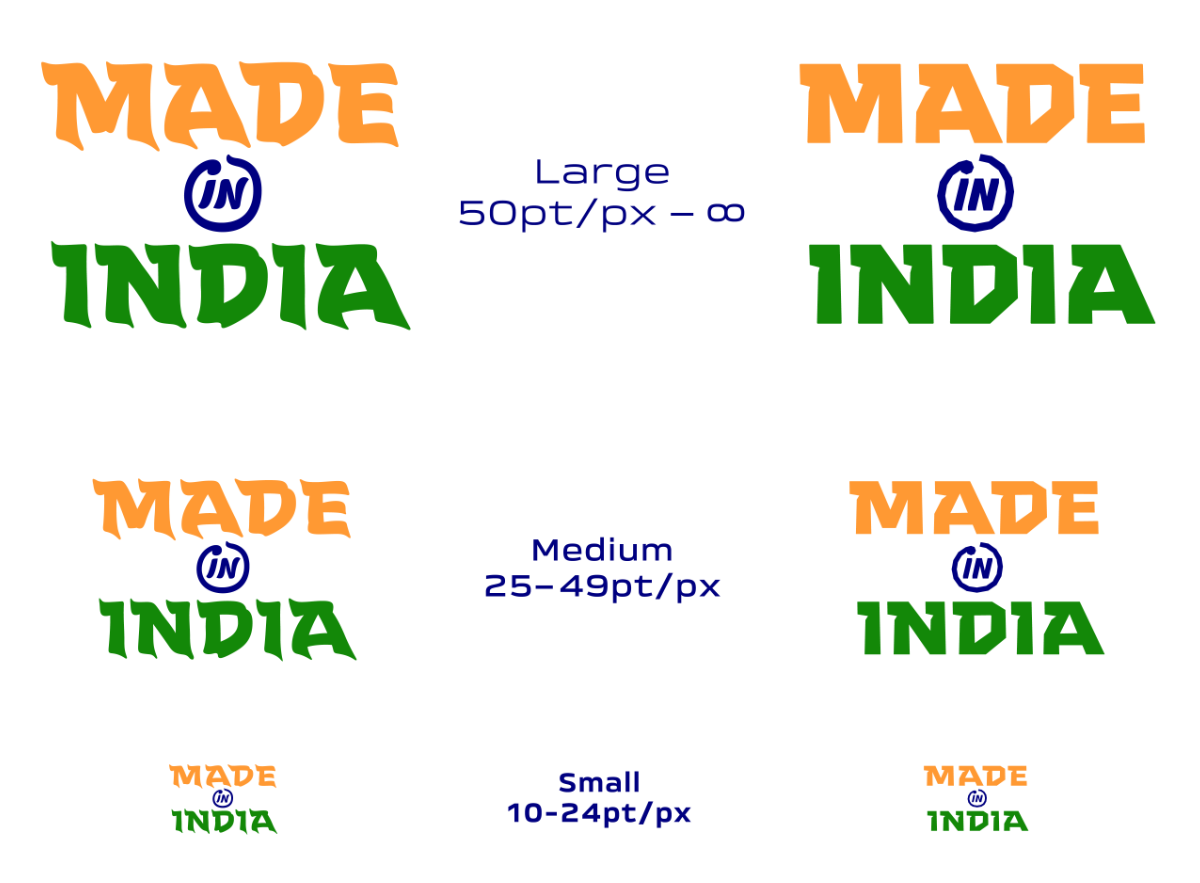 MADE
IN
INDIA
Large
50pt/px – ∞
MADE
IN
INDIA
MADE
IN
INDIA
Medium
25–49pt/px
MADE
IN
INDIA
MADE
IN
INDIA
Small
10-24pt/px
MADE
IN
INDIA